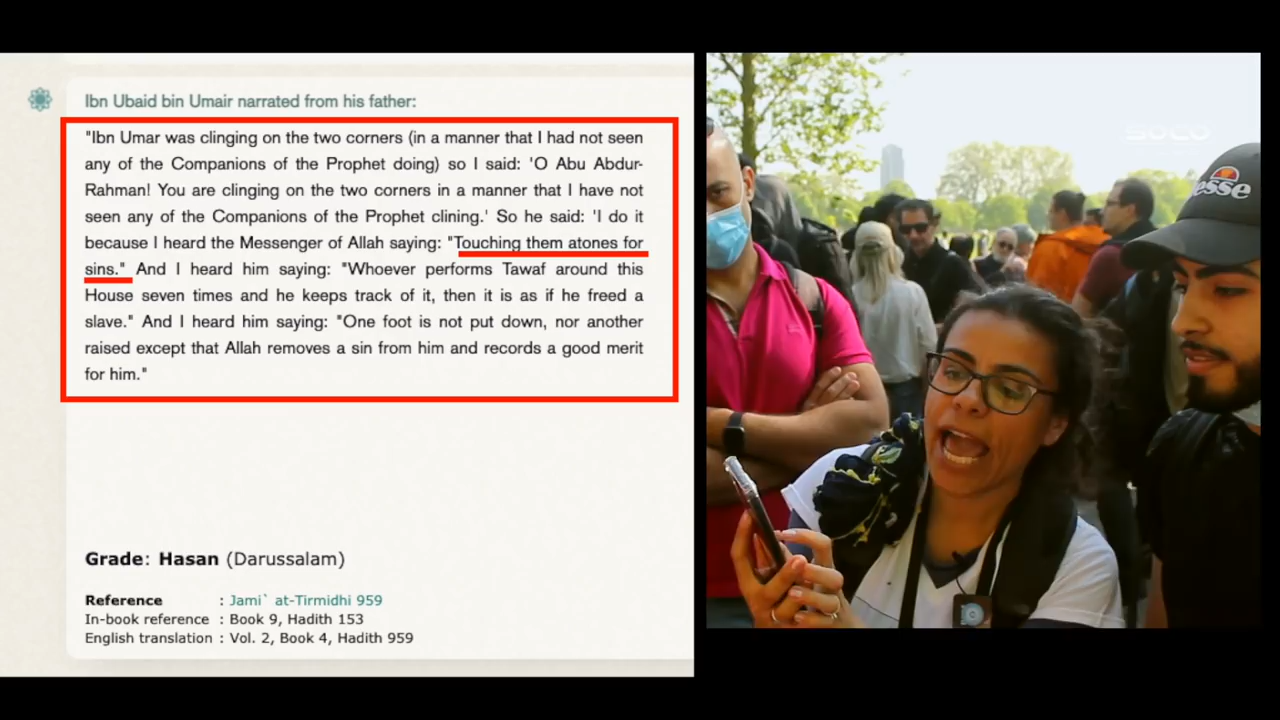 Ibn Ubaid bin Umair narrated from his father:
"Ibn Umar was clinging on the two corners (in a manner that I had not seen
any of the Companions of the Prophet doing) so I said: 'O Abu Abdur-
Rahman! You are clinging on the two corners in a manner that I have not
seen any of the Companions of the Prophet clining.' So he said: 'I do it
because I heard the Messenger of Allah saying: "Touching them atones for
sins." And I heard him saying: "Whoever performs Tawaf around this
House seven times and he keeps track of it, then it is as if he freed a
slave." And I heard him saying: "One foot is not put down, nor another
raised except that Allah removes a sin from him and records a good merit
for him."
Grade: Hasan (Darussalam)
Reference : Jami` at-Tirmidhi 959
In-book reference : Book 9, Hadith 153
English translation : Vol. 2, Book 4, Hadith 959
SOCO
esse